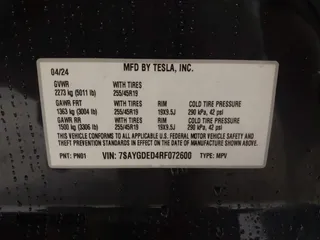 MFD BY TESLA, INC.
04/24
GVWR WITH TIRES
2273 kg (5011 lb) 255/45R19
GAWR FRT WITH TIRES RIM COLD TIRE PRESSURE
1363 kg (3004 lb) 255/45R19 19X9.5J 290 kPa, 42 psi
GAWR RR WITH TIRES RIM COLD TIRE PRESSURE
1500 kg (3306 lb) 255/45R19 19X9.5J 290 kPa, 42 psi
THIS VEHICLE CONFORMS TO ALL APPLICABLE U.S. FEDERAL MOTOR VEHICLE
SAFETY AND THEFT PREVENTION STANDARDS IN EFFECT
ON THE DATE OF MANUFACTURE SHOWN ABOVE.
PNT: PN01 VIN: 7SAYGDED4RF072600 TYPE: MPV